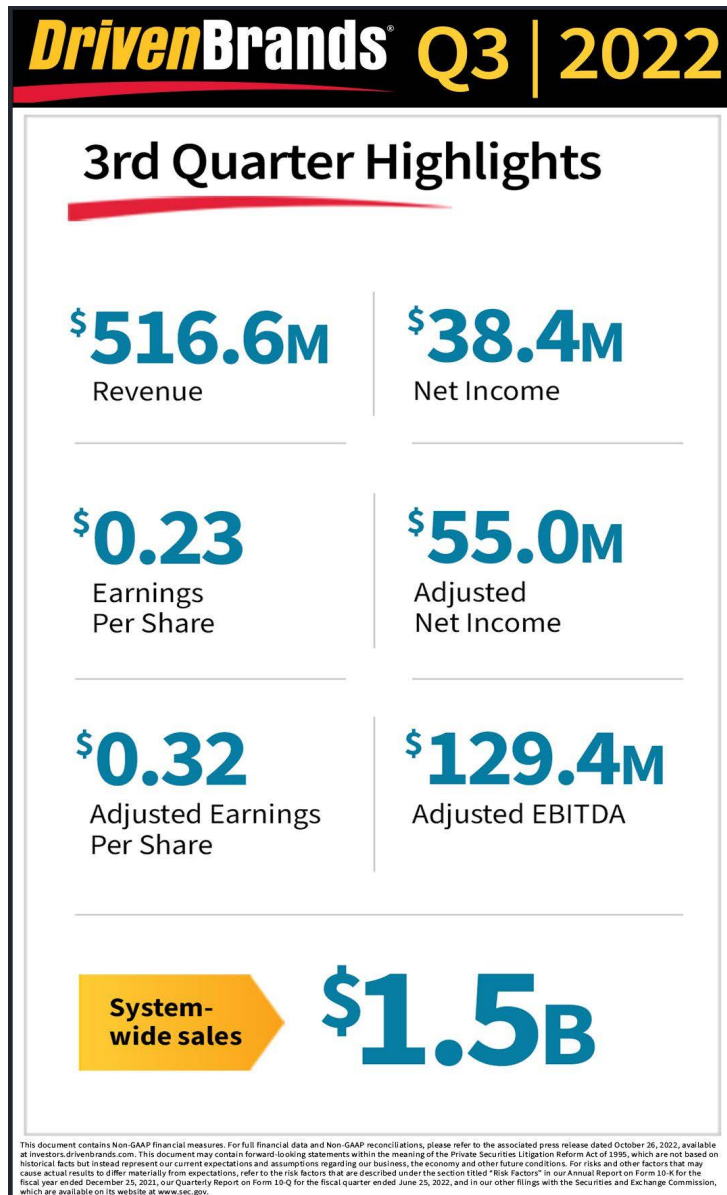 DrivenBrands® Q3 | 2022
3rd Quarter Highlights
$516.6M
Revenue
$38.4M
Net Income
$0.23
Earnings
Per Share
$55.0M
Adjusted
Net Income
$0.32
Adjusted Earnings
Per Share
$129.4M
Adjusted EBITDA
System-
wide sales
$1.5B
This document contains Non-GAAP financial measures. For full financial data and Non-GAAP reconciliations, please refer to the associated press release dated October 26, 2022, available
at investors.drivenbrands.com. This document may contain forward-looking statements within the meaning of the Private Securities Litigation Reform Act of 1995, which are not based on
historical facts but instead represent our current expectations and assumptions regarding our business, the economy and other future conditions. For risks and other factors that may
cause actual results to differ materially from expectations, refer to the risk factors that are described under the section titled "Risk Factors" in our Annual Report on Form 10-K for the
fiscal year ended December 25, 2021, our Quarterly Report on Form 10-Q for the fiscal quarter ended June 25, 2022, and in our other filings with the Securities and Exchange Commission,
which are available on its website at www.sec.gov.